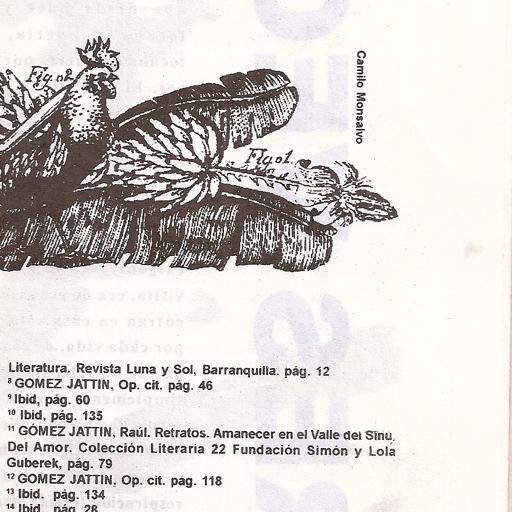 Fig. n2.
Camilo Monsalvo
Fig. n1.
Literatura. Revista Luna y Sol, Barranquilla. pág. 12
8 GOMEZ JATTIN, Op. cit. pág. 46
9 Ibid, pág. 60
10 Ibid, pág. 135
11 GÓMEZ JATTIN, Raúl. Retratos. Amanecer en el Valle del Sinú.
Del Amor. Colección Literaria 22 Fundación Simón y Lola
Guberek, pág. 79
12 GOMEZ JATTIN, Op. cit. pág. 118
13 Ibid. pág. 134
14 Ibid pág. 28